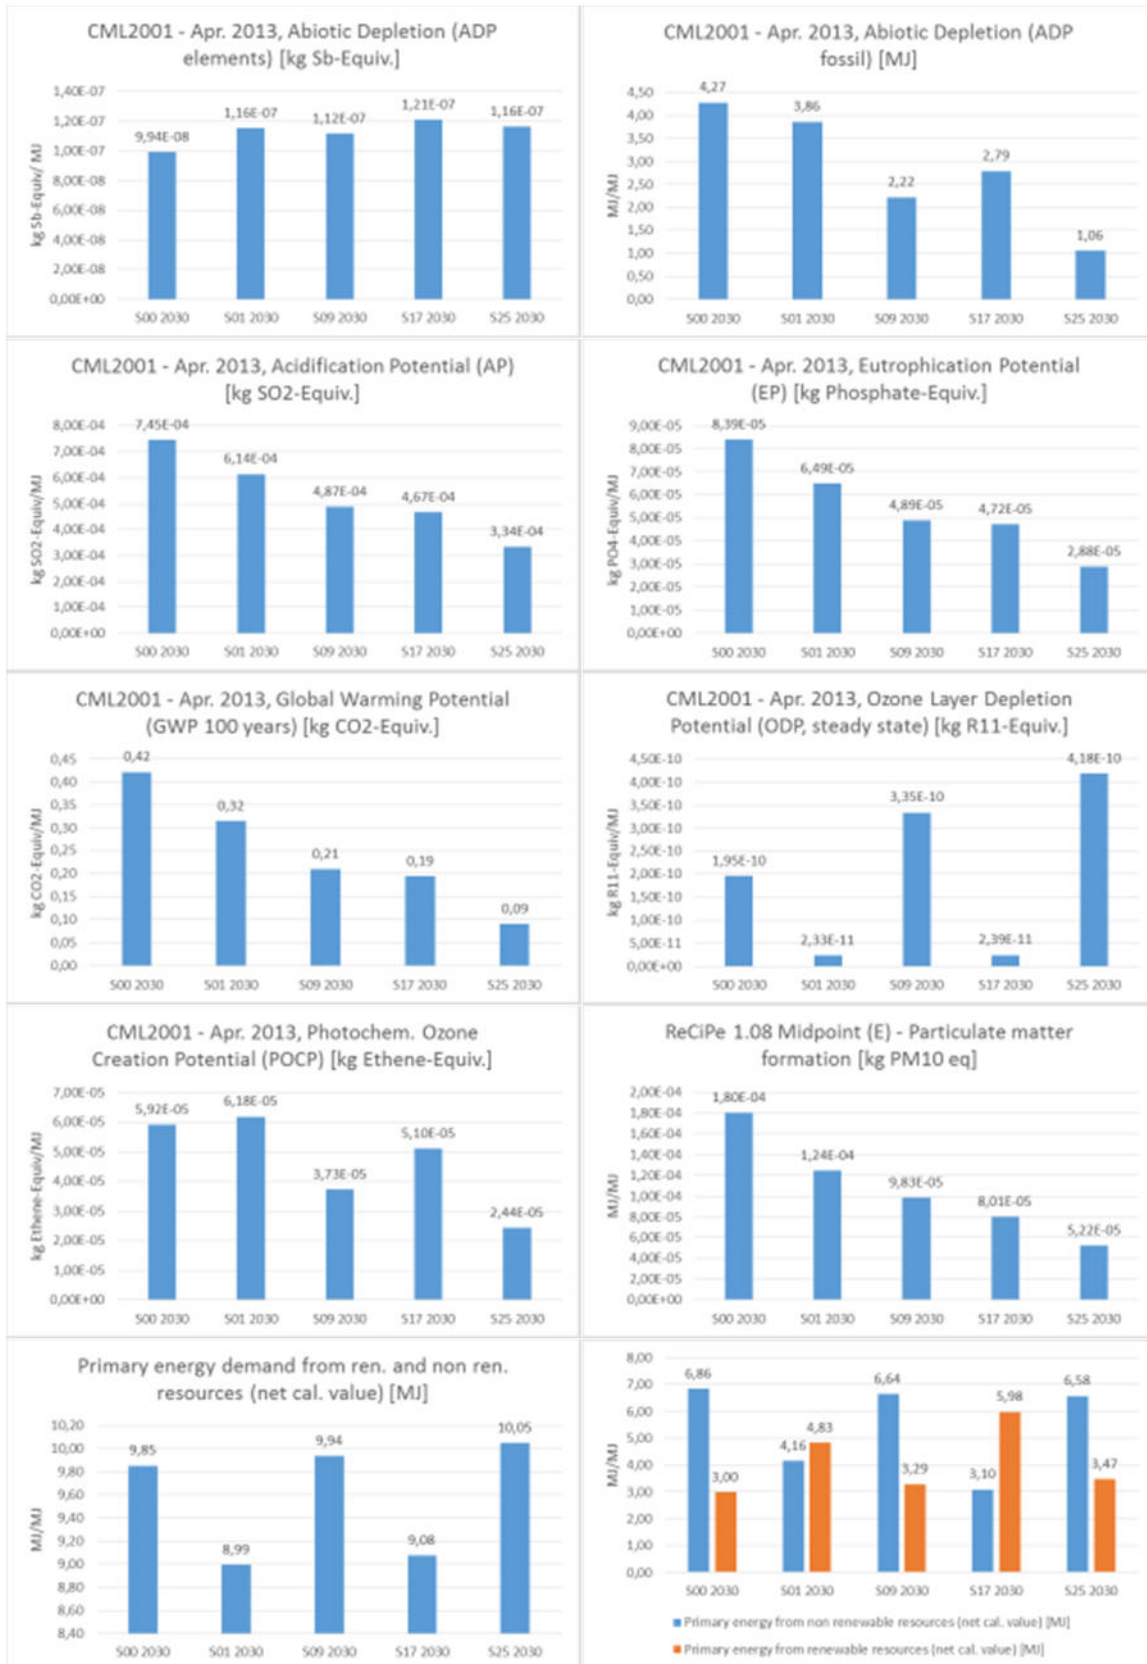 CML2001 - Apr. 2013, Abiotic Depletion (ADP
elements) [kg Sb-Equiv.]
kg Sb-Equiv/ MJ
1,40E-07
1,20E-07
1,00E-07
8,00E-08
6,00E-08
4,00E-08
2,00E-08
0,00E+00
9,94E-08
1,16E-07
1,12E-07
1,21E-07
1,16E-07
S00 2030
S01 2030
S09 2030
S17 2030
S25 2030
CML2001 - Apr. 2013, Abiotic Depletion (ADP
fossil) [MJ]
MJ/MJ
4,50
4,00
3,50
3,00
2,50
2,00
1,50
1,00
0,50
0,00
4,27
3,86
2,22
2,79
1,06
S00 2030
S01 2030
S09 2030
S17 2030
S25 2030
CML2001 - Apr. 2013, Acidification Potential (AP)
[kg SO2-Equiv.]
kg SO2-Equiv/MJ
8,00E-04
7,00E-04
6,00E-04
5,00E-04
4,00E-04
3,00E-04
2,00E-04
1,00E-04
0,00E+00
7,45E-04
6,14E-04
4,87E-04
4,67E-04
3,34E-04
S00 2030
S01 2030
S09 2030
S17 2030
S25 2030
CML2001 - Apr. 2013, Eutrophication Potential
(EP) [kg Phosphate-Equiv.]
kg PO4-Equiv/MJ
9,00E-05
8,00E-05
7,00E-05
6,00E-05
5,00E-05
4,00E-05
3,00E-05
2,00E-05
1,00E-05
0,00E+00
8,39E-05
6,49E-05
4,89E-05
4,72E-05
2,88E-05
S00 2030
S01 2030
S09 2030
S17 2030
S25 2030
CML2001 - Apr. 2013, Global Warming Potential
(GWP 100 years) [kg CO2-Equiv.]
kg CO2-Equiv/MJ
0,45
0,40
0,35
0,30
0,25
0,20
0,15
0,10
0,05
0,00
0,42
0,32
0,21
0,19
0,09
S00 2030
S01 2030
S09 2030
S17 2030
S25 2030
CML2001 - Apr. 2013, Ozone Layer Depletion
Potential (ODP, steady state) [kg R11-Equiv.]
kg R11-Equiv/MJ
4,50E-10
4,00E-10
3,50E-10
3,00E-10
2,50E-10
2,00E-10
1,50E-10
1,00E-10
5,00E-11
0,00E+00
1,95E-10
2,33E-11
3,35E-10
2,39E-11
4,18E-10
S00 2030
S01 2030
S09 2030
S17 2030
S25 2030
CML2001 - Apr. 2013, Photochem. Ozone
Creation Potential (POCP) [kg Ethene-Equiv.]
kg Ethene-Equiv/MJ
7,00E-05
6,00E-05
5,00E-05
4,00E-05
3,00E-05
2,00E-05
1,00E-05
0,00E+00
5,92E-05
6,18E-05
3,73E-05
5,10E-05
2,44E-05
S00 2030
S01 2030
S09 2030
S17 2030
S25 2030
ReCiPe 1.08 Midpoint (E) - Particulate matter
formation [kg PM10 eq]
MJ/MJ
2,00E-04
1,80E-04
1,60E-04
1,40E-04
1,20E-04
1,00E-04
8,00E-05
6,00E-05
4,00E-05
2,00E-05
0,00E+00
1,80E-04
1,24E-04
9,83E-05
8,01E-05
5,22E-05
S00 2030
S01 2030
S09 2030
S17 2030
S25 2030
Primary energy demand from ren. and non ren.
resources (net cal. value) [MJ]
MJ/MJ
10,20
10,00
9,80
9,60
9,40
9,20
9,00
8,80
8,60
8,40
9,85
8,99
9,94
9,08
10,05
S00 2030
S01 2030
S09 2030
S17 2030
S25 2030
MJ/MJ
8,00
7,00
6,00
5,00
4,00
3,00
2,00
1,00
0,00
6,86
3,00
4,16
4,83
6,64
3,29
3,10
5,98
6,58
3,47
S00 2030
S01 2030
S09 2030
S17 2030
S25 2030
Primary energy from non renewable resources (net cal. value) [MJ]
Primary energy from renewable resources (net cal. value) [MJ]